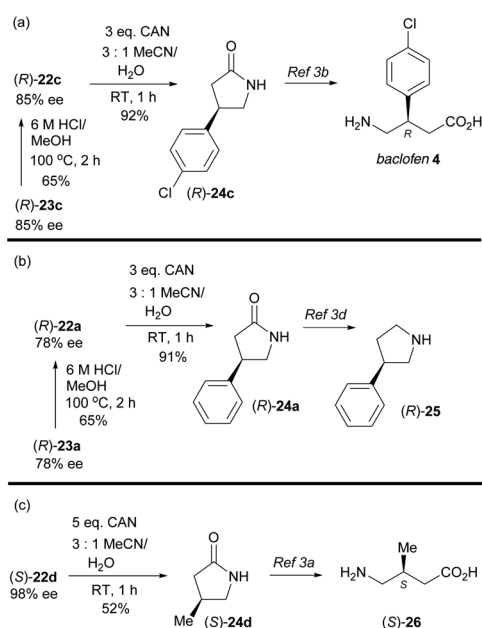 (a)
3 eq. CAN
3 : 1 MeCN/
H2O
RT, 1 h
92%
(R)-22c
85% ee
6 M HCl/
MeOH
100 ºC, 2 h
65%
(R)-23c
85% ee
O
NH
Cl
(R)-24c
Ref 3b
Cl
H2N
R
CO2H
baclofen 4
(b)
3 eq. CAN
3 : 1 MeCN/
H2O
RT, 1 h
91%
(R)-22a
78% ee
6 M HCl/
MeOH
100 ºC, 2 h
65%
(R)-23a
78% ee
O
NH
(R)-24a
Ref 3d
NH
(R)-25
(c)
5 eq. CAN
3 : 1 MeCN/
H2O
RT, 1 h
52%
(S)-22d
98% ee
O
NH
Me
(S)-24d
Ref 3a
Me
H2N
S
CO2H
(S)-26